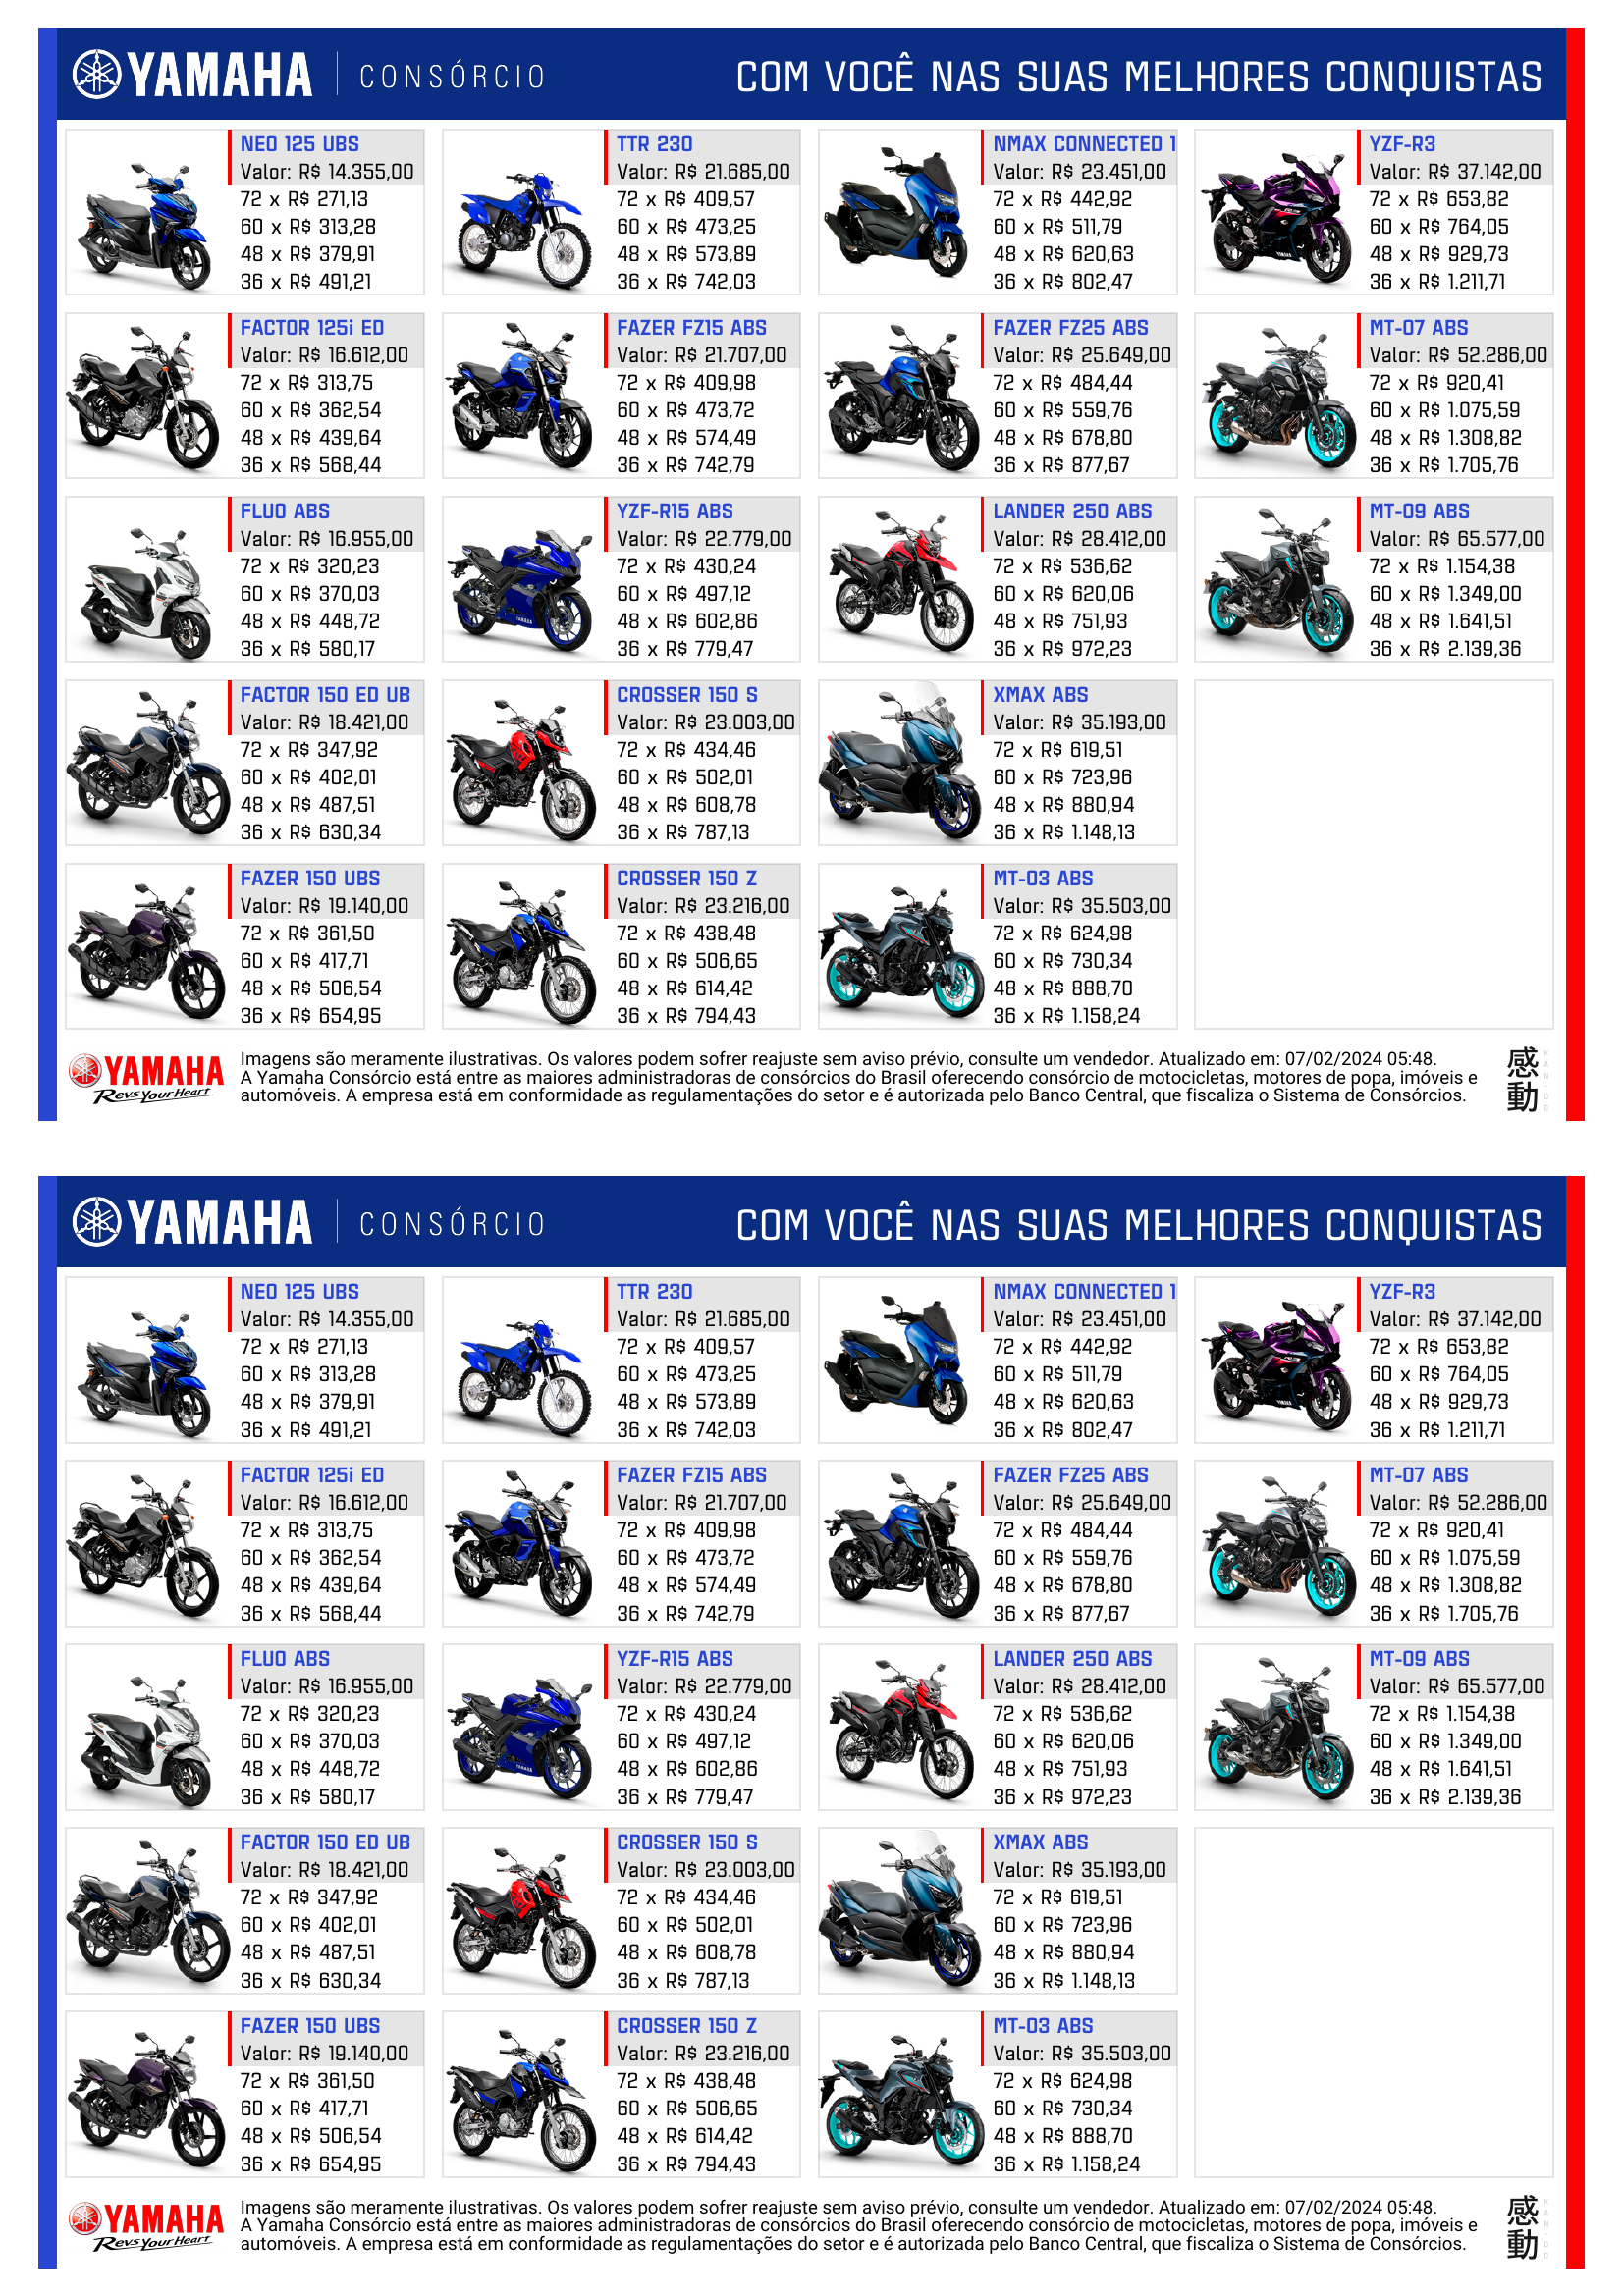 YAMAHA CONSÓRCIO
COM VOCÊ NAS SUAS MELHORES CONQUISTAS
NEO 125 UBS
Valor: R$ 14.355,00
72 x R$ 271,13
60 x R$ 313,28
48 x R$ 379,91
36 x R$ 491,21
TTR 230
Valor: R$ 21.685,00
72 x R$ 409,57
60 x R$ 473,25
48 x R$ 573,89
36 x R$ 742,03
NMAX CONNECTED 1
Valor: R$ 23.451,00
72 x R$ 442,92
60 x R$ 511,79
48 x R$ 620,63
36 x R$ 802,47
YZF-R3
Valor: R$ 37.142,00
72 x R$ 653,82
60 x R$ 764,05
48 x R$ 929,73
36 x R$ 1.211,71
FACTOR 125i ED
Valor: R$ 16.612,00
72 x R$ 313,75
60 x R$ 362,54
48 x R$ 439,64
36 x R$ 568,44
FAZER FZ15 ABS
Valor: R$ 21.707,00
72 x R$ 409,98
60 x R$ 473,72
48 x R$ 574,49
36 x R$ 742,79
FAZER FZ25 ABS
Valor: R$ 25.649,00
72 x R$ 484,44
60 x R$ 559,76
48 x R$ 678,80
36 x R$ 877,67
MT-07 ABS
Valor: R$ 52.286,00
72 x R$ 920,41
60 x R$ 1.075,59
48 x R$ 1.308,82
36 x R$ 1.705,76
FLUO ABS
Valor: R$ 16.955,00
72 x R$ 320,23
60 x R$ 370,03
48 x R$ 448,72
36 x R$ 580,17
YZF-R15 ABS
Valor: R$ 22.779,00
72 x R$ 430,24
60 x R$ 497,12
48 x R$ 602,86
36 x R$ 779,47
LANDER 250 ABS
Valor: R$ 28.412,00
72 x R$ 536,62
60 x R$ 620,06
48 x R$ 751,93
36 x R$ 972,23
MT-09 ABS
Valor: R$ 65.577,00
72 x R$ 1.154,38
60 x R$ 1.349,00
48 x R$ 1.641,51
36 x R$ 2.139,36
FACTOR 150 ED UB
Valor: R$ 18.421,00
72 x R$ 347,92
60 x R$ 402,01
48 x R$ 487,51
36 x R$ 630,34
CROSSER 150 S
Valor: R$ 23.003,00
72 x R$ 434,46
60 x R$ 502,01
48 x R$ 608,78
36 x R$ 787,13
XMAX ABS
Valor: R$ 35.193,00
72 x R$ 619,51
60 x R$ 723,96
48 x R$ 880,94
36 x R$ 1.148,13
FAZER 150 UBS
Valor: R$ 19.140,00
72 x R$ 361,50
60 x R$ 417,71
48 x R$ 506,54
36 x R$ 654,95
CROSSER 150 Z
Valor: R$ 23.216,00
72 x R$ 438,48
60 x R$ 506,65
48 x R$ 614,42
36 x R$ 794,43
MT-03 ABS
Valor: R$ 35.503,00
72 x R$ 624,98
60 x R$ 730,34
48 x R$ 888,70
36 x R$ 1.158,24
YAMAHA
Revs Your Heart
Imagens são meramente ilustrativas. Os valores podem sofrer reajuste sem aviso prévio, consulte um vendedor. Atualizado em: 07/02/2024 05:48.
A Yamaha Consórcio está entre as maiores administradoras de consórcios do Brasil oferecendo consórcio de motocicletas, motores de popa, imóveis e
automóveis. A empresa está em conformidade as regulamentações do setor e é autorizada pelo Banco Central, que fiscaliza o Sistema de Consórcios.
感動
YAMAHA CONSÓRCIO
COM VOCÊ NAS SUAS MELHORES CONQUISTAS
NEO 125 UBS
Valor: R$ 14.355,00
72 x R$ 271,13
60 x R$ 313,28
48 x R$ 379,91
36 x R$ 491,21
TTR 230
Valor: R$ 21.685,00
72 x R$ 409,57
60 x R$ 473,25
48 x R$ 573,89
36 x R$ 742,03
NMAX CONNECTED 1
Valor: R$ 23.451,00
72 x R$ 442,92
60 x R$ 511,79
48 x R$ 620,63
36 x R$ 802,47
YZF-R3
Valor: R$ 37.142,00
72 x R$ 653,82
60 x R$ 764,05
48 x R$ 929,73
36 x R$ 1.211,71
FACTOR 125i ED
Valor: R$ 16.612,00
72 x R$ 313,75
60 x R$ 362,54
48 x R$ 439,64
36 x R$ 568,44
FAZER FZ15 ABS
Valor: R$ 21.707,00
72 x R$ 409,98
60 x R$ 473,72
48 x R$ 574,49
36 x R$ 742,79
FAZER FZ25 ABS
Valor: R$ 25.649,00
72 x R$ 484,44
60 x R$ 559,76
48 x R$ 678,80
36 x R$ 877,67
MT-07 ABS
Valor: R$ 52.286,00
72 x R$ 920,41
60 x R$ 1.075,59
48 x R$ 1.308,82
36 x R$ 1.705,76
FLUO ABS
Valor: R$ 16.955,00
72 x R$ 320,23
60 x R$ 370,03
48 x R$ 448,72
36 x R$ 580,17
YZF-R15 ABS
Valor: R$ 22.779,00
72 x R$ 430,24
60 x R$ 497,12
48 x R$ 602,86
36 x R$ 779,47
LANDER 250 ABS
Valor: R$ 28.412,00
72 x R$ 536,62
60 x R$ 620,06
48 x R$ 751,93
36 x R$ 972,23
MT-09 ABS
Valor: R$ 65.577,00
72 x R$ 1.154,38
60 x R$ 1.349,00
48 x R$ 1.641,51
36 x R$ 2.139,36
FACTOR 150 ED UB
Valor: R$ 18.421,00
72 x R$ 347,92
60 x R$ 402,01
48 x R$ 487,51
36 x R$ 630,34
CROSSER 150 S
Valor: R$ 23.003,00
72 x R$ 434,46
60 x R$ 502,01
48 x R$ 608,78
36 x R$ 787,13
XMAX ABS
Valor: R$ 35.193,00
72 x R$ 619,51
60 x R$ 723,96
48 x R$ 880,94
36 x R$ 1.148,13
FAZER 150 UBS
Valor: R$ 19.140,00
72 x R$ 361,50
60 x R$ 417,71
48 x R$ 506,54
36 x R$ 654,95
CROSSER 150 Z
Valor: R$ 23.216,00
72 x R$ 438,48
60 x R$ 506,65
48 x R$ 614,42
36 x R$ 794,43
MT-03 ABS
Valor: R$ 35.503,00
72 x R$ 624,98
60 x R$ 730,34
48 x R$ 888,70
36 x R$ 1.158,24
YAMAHA
Revs Your Heart
Imagens são meramente ilustrativas. Os valores podem sofrer reajuste sem aviso prévio, consulte um vendedor. Atualizado em: 07/02/2024 05:48.
A Yamaha Consórcio está entre as maiores administradoras de consórcios do Brasil oferecendo consórcio de motocicletas, motores de popa, imóveis e
automóveis. A empresa está em conformidade as regulamentações do setor e é autorizada pelo Banco Central, que fiscaliza o Sistema de Consórcios.
感動